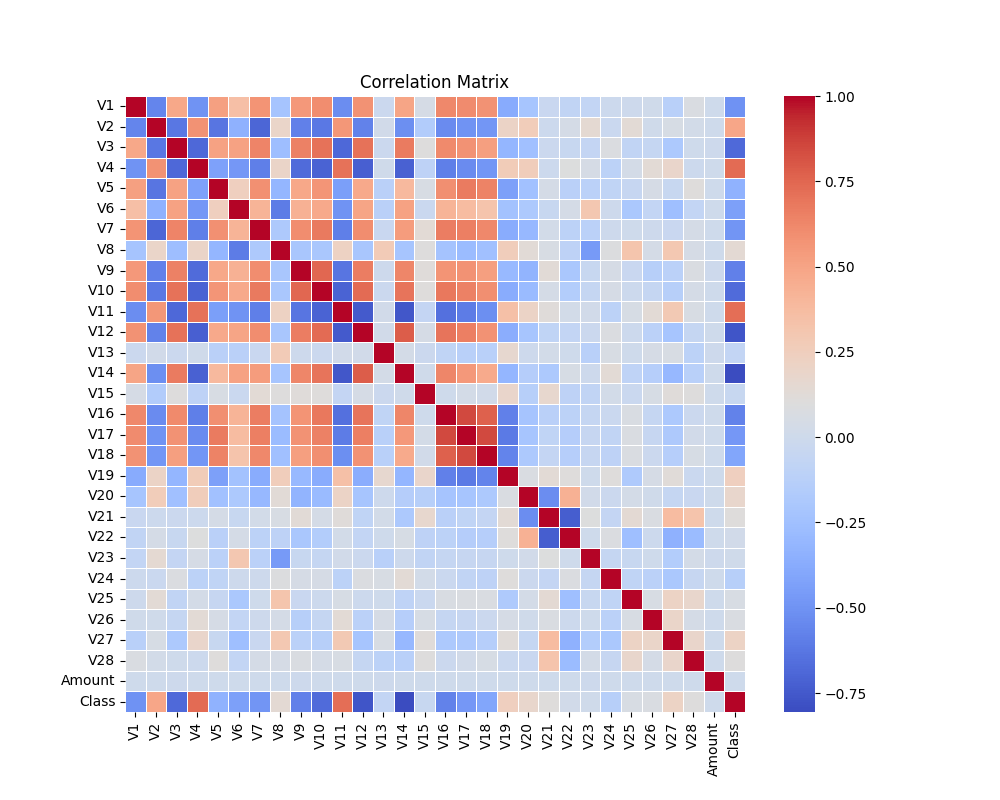 Correlation Matrix
V1
V2
V3
V4
V5
V6
V7
V8
V9
V10
V11
V12
V13
V14
V15
V16
V17
V18
V19
V20
V21
V22
V23
V24
V25
V26
V27
V28
Amount
Class
V1
V2
V3
V4
V5
V6
V7
V8
V9
V10
V11
V12
V13
V14
V15
V16
V17
V18
V19
V20
V21
V22
V23
V24
V25
V26
V27
V28
Amount
Class
1.00
0.75
0.50
0.25
0.00
−0.25
−0.50
−0.75